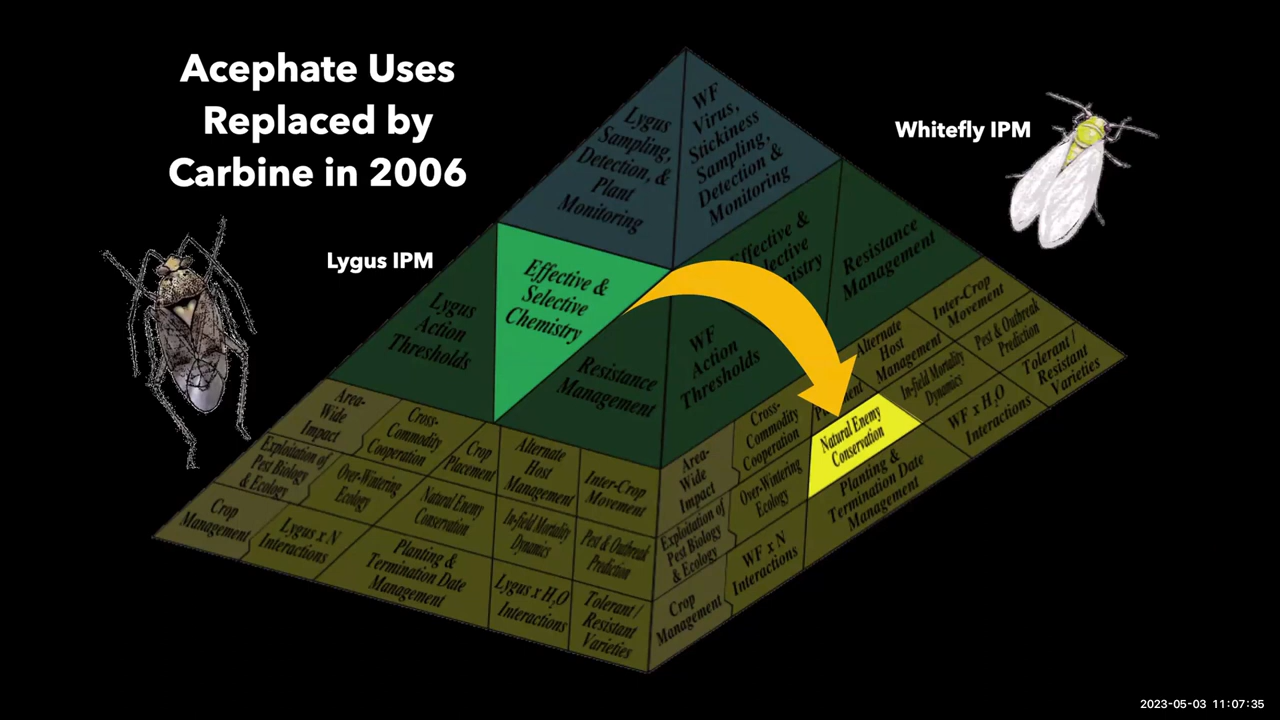 Acephate Uses
Replaced by
Carbine in 2006
Whitefly IPM
Lygus IPM
Lygus
Sampling,
Detection, &
Plant
Monitoring
WF
Virus,
Stickiness
Sampling,
Detection &
Monitoring
Lygus
Action
Thresholds
Effective &
Selective
Chemistry
Resistance
Management
WF
Action
Thresholds
Effective &
Resistance
Management
Area-
Wide
Impact
Cross-
Commodity
Cooperation
Crop
Placement
Alternate
Host
Management
Inter-Crop
Movement
Exploitation of
Pest Biology
& Ecology
Over-Wintering
Ecology
Natural Enemy
Conservation
In-field Mortality
Dynamics
Pest & Outbreak
Prediction
Crop
Management
Lygus x N
Interactions
Planting &
Termination Date
Management
Lygus x H2O
Interactions
Tolerant /
Resistant
Varieties
Area-
Wide
Impact
Cross-
Commodity
Cooperation
Alternate
Host
Management
Inter-Crop
Movement
Exploitation of
Pest Biology
& Ecology
Over-Wintering
Ecology
Natural Enemy
Conservation
In-field Mortality
Dynamics
Pest & Outbreak
Prediction
Crop
Management
WF x N
Interactions
Planting &
Termination Date
Management
WF x H2O
Interactions
Tolerant /
Resistant
Varieties
2023-05-03 11:07:35